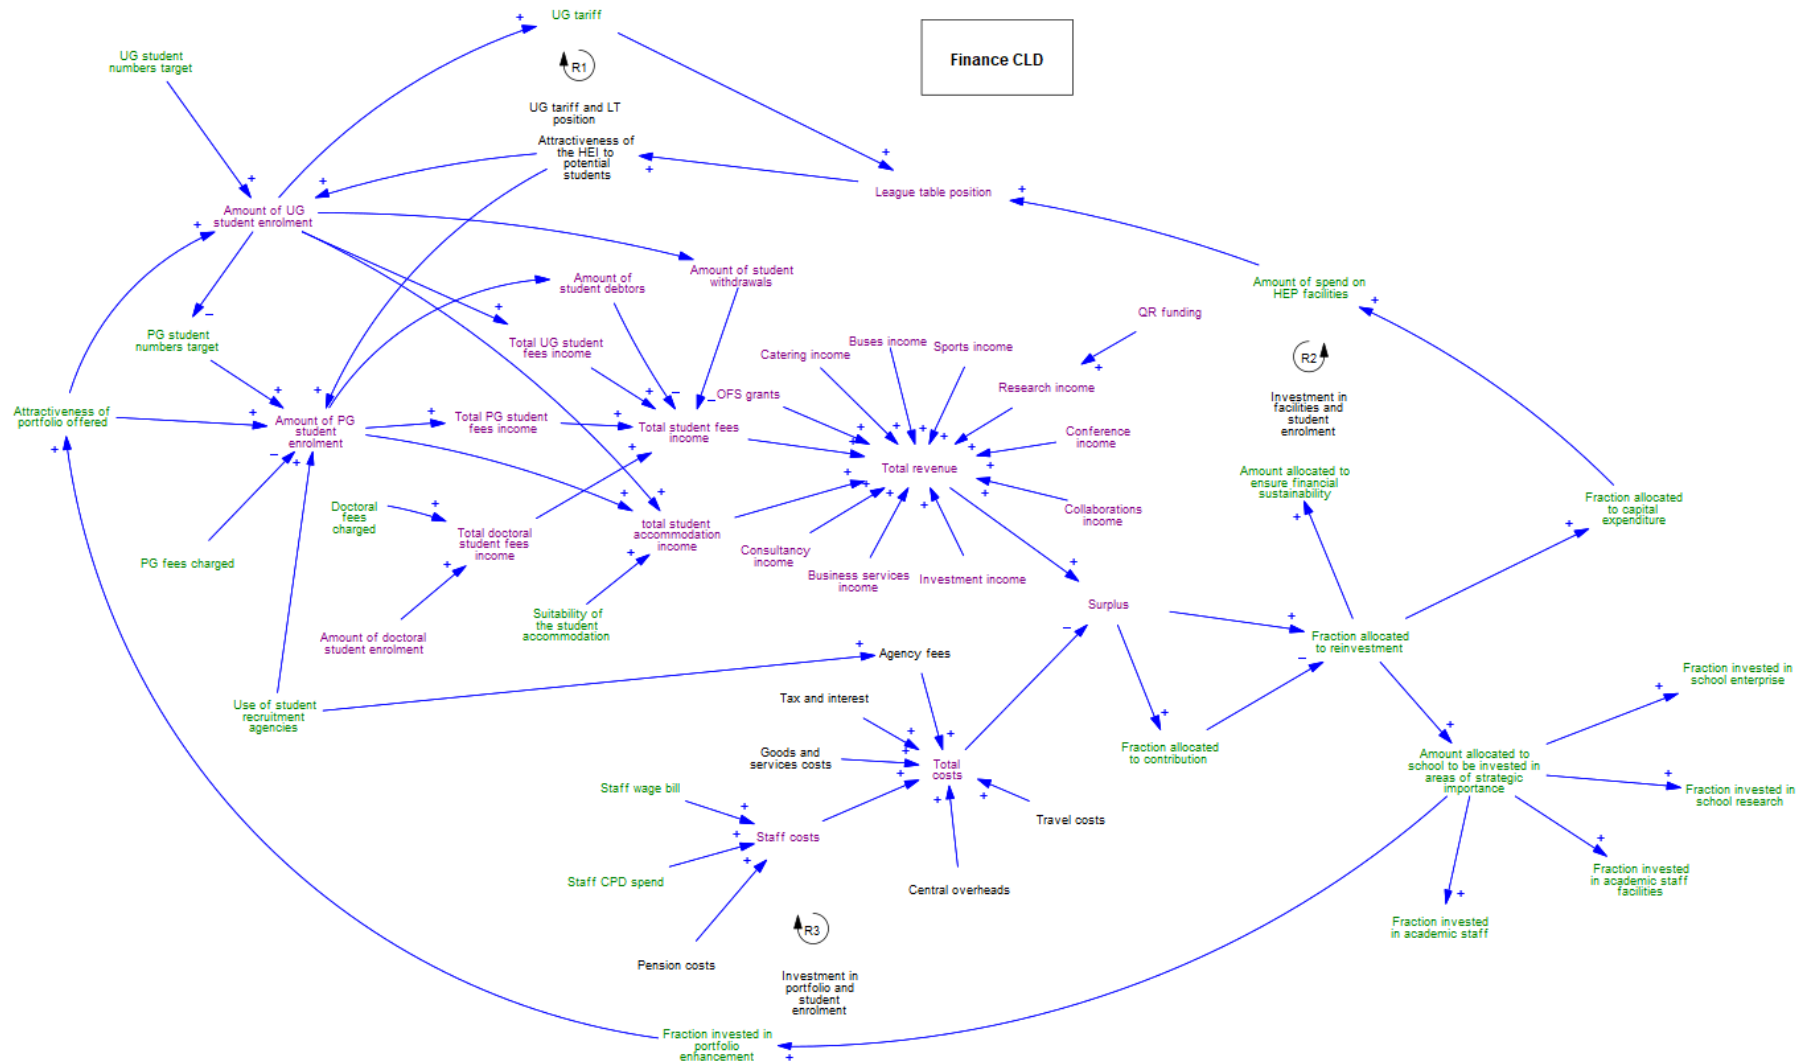 UG tariff
Finance CLD
UG student
numbers target
R1
UG tariff and LT
position
Attractiveness of
the HEI to
potential
students
League table position
Amount of UG
student enrolment
Amount of
student debtors
Amount of student
withdrawals
Amount of spend on
HEP facilities
QR funding
PG student
numbers target
Total UG student
fees income
Catering income
Buses income
Sports income
R2
Research income
OFS grants
Investment in
facilities and
student
enrolment
Attractiveness of
portfolio offered
Amount of PG
student
enrolment
Total PG student
fees income
Total student fees
income
Conference
income
Total revenue
Amount allocated to
ensure financial
sustainability
Fraction allocated
to capital
expenditure
Doctoral
fees
charged
Total doctoral
student fees
income
total student
accommodation
income
Collaborations
income
PG fees charged
Consultancy
income
Business services
income
Investment income
Surplus
Suitability of
the student
accommodation
Amount of doctoral
student enrolment
Agency fees
Fraction allocated
to reinvestment
Fraction invested in
school enterprise
Use of student
recruitment
agencies
Tax and interest
Goods and
services costs
Total
costs
Fraction allocated
to contribution
Amount allocated to
school to be invested in
areas of strategic
importance
Fraction invested in
school research
Staff wage bill
Travel costs
Staff costs
Staff CPD spend
Central overheads
Fraction invested
in academic staff
facilities
Fraction invested
in academic staff
R3
Pension costs
Investment in
portfolio and
student
enrolment
Fraction invested in
portfolio
enhancement